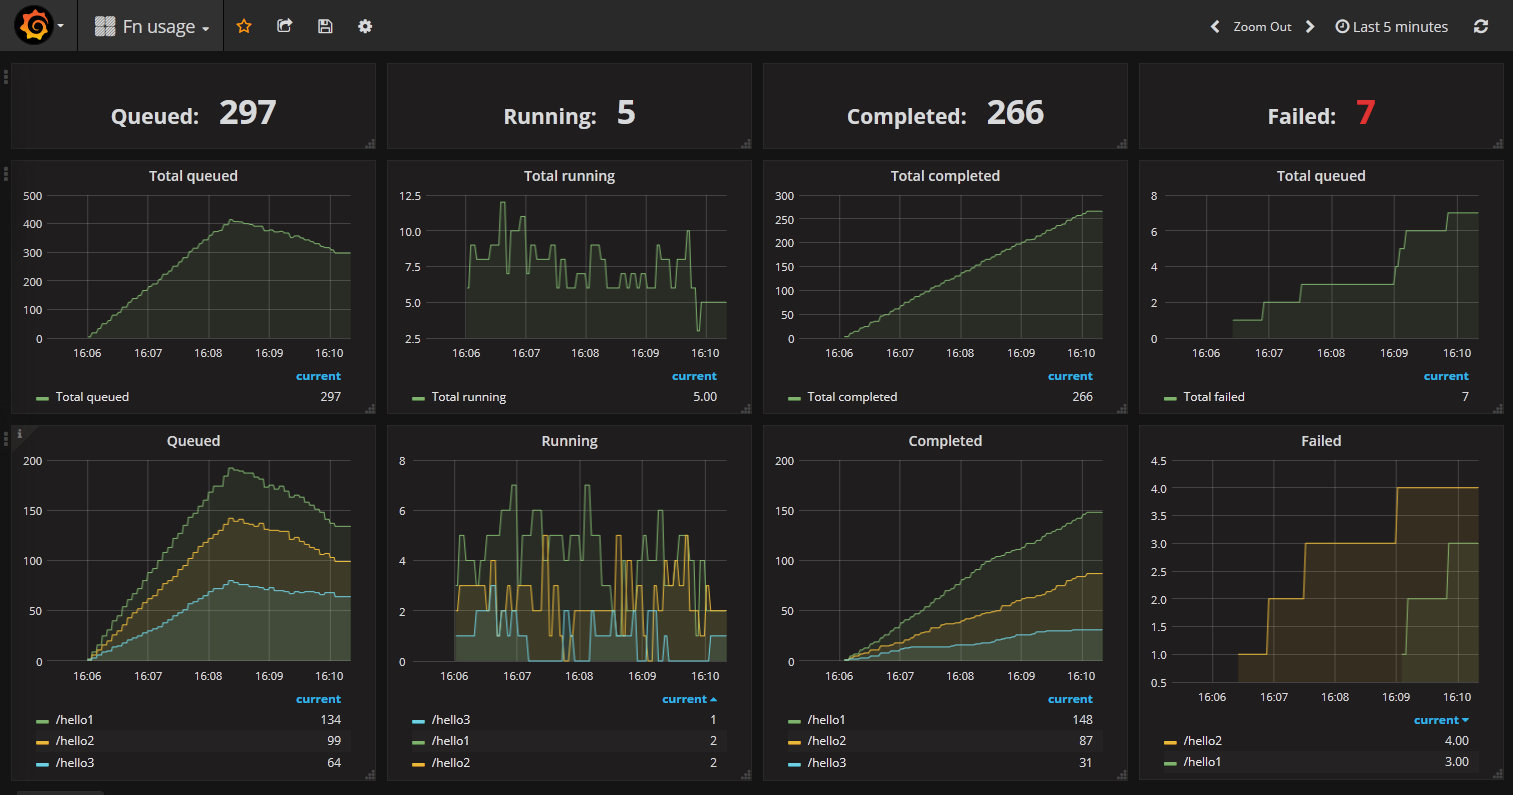 Fn usage
Zoom Out
Last 5 minutes
Queued: 297
Running: 5
Completed: 266
Failed: 7
Total queued
500
400
300
200
100
0
16:06 16:07 16:08 16:09 16:10
current
Total queued 297
Total running
12.5
10.0
7.5
5.0
2.5
16:06 16:07 16:08 16:09 16:10
current
Total running 5.00
Total completed
300
250
200
150
100
50
0
16:06 16:07 16:08 16:09 16:10
current
Total completed 266
Total queued
8
6
4
2
0
16:06 16:07 16:08 16:09 16:10
current
Total failed 7
i
Queued
200
150
100
50
0
16:06 16:07 16:08 16:09 16:10
current
/hello1 134
/hello2 99
/hello3 64
Running
8
6
4
2
0
16:06 16:07 16:08 16:09 16:10
current
/hello3 1
/hello1 2
/hello2 2
Completed
200
150
100
50
0
16:06 16:07 16:08 16:09 16:10
current
/hello1 148
/hello2 87
/hello3 31
Failed
4.5
4.0
3.5
3.0
2.5
2.0
1.5
1.0
0.5
16:06 16:07 16:08 16:09 16:10
current
/hello2 4.00
/hello1 3.00